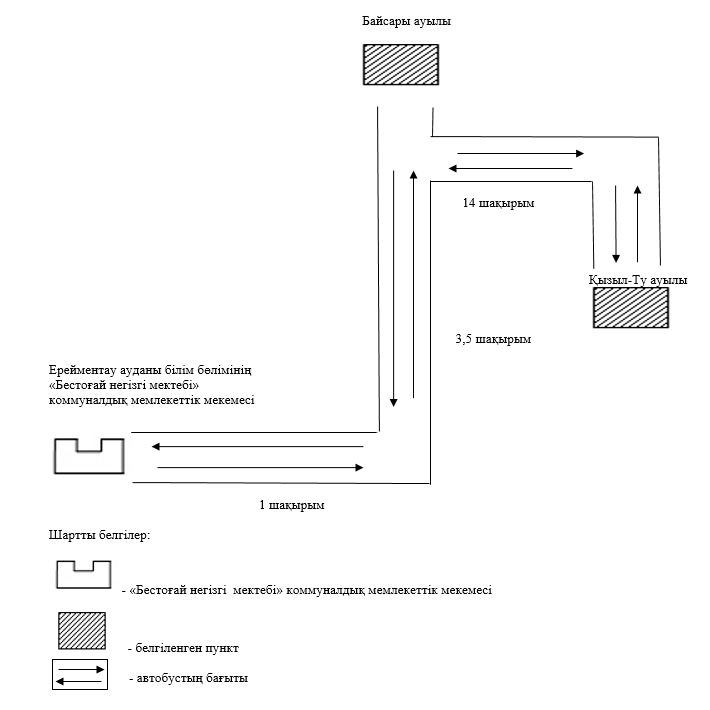 Байсары ауылы
14 шақырым
Қызыл-Ту ауылы
3,5 шақырым
Ерейментау ауданы білім бөлімінің
«Бестоғай негізгі мектебі»
коммуналдық мемлекеттік мекемесі
1 шақырым
Шартты белгілер:
- «Бестоғай негізгі мектебі» коммуналдық мемлекеттік мекемесі
- белгіленген пункт
- автобустың бағыты